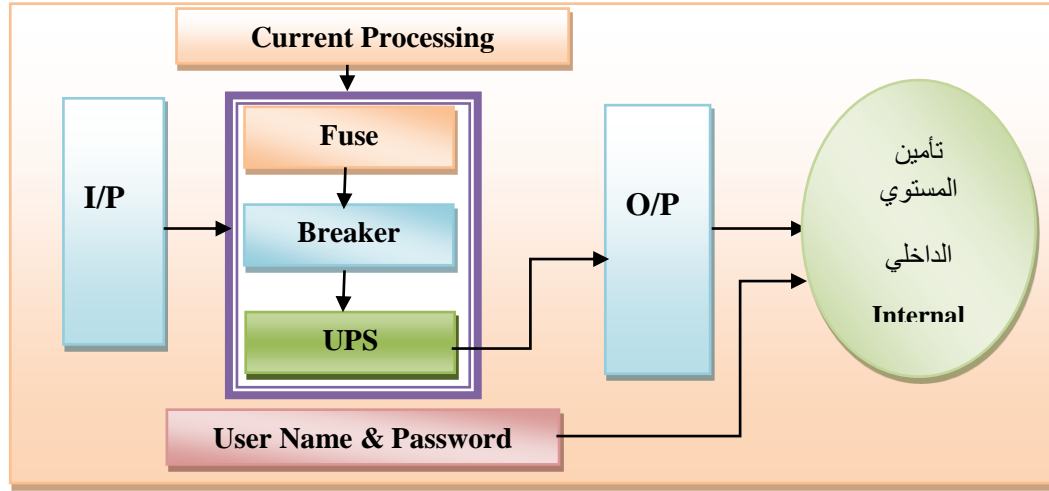 Current Processing
I/P
Fuse
Breaker
UPS
O/P
تأمين
المستوي
الداخلي
Internal
User Name & Password